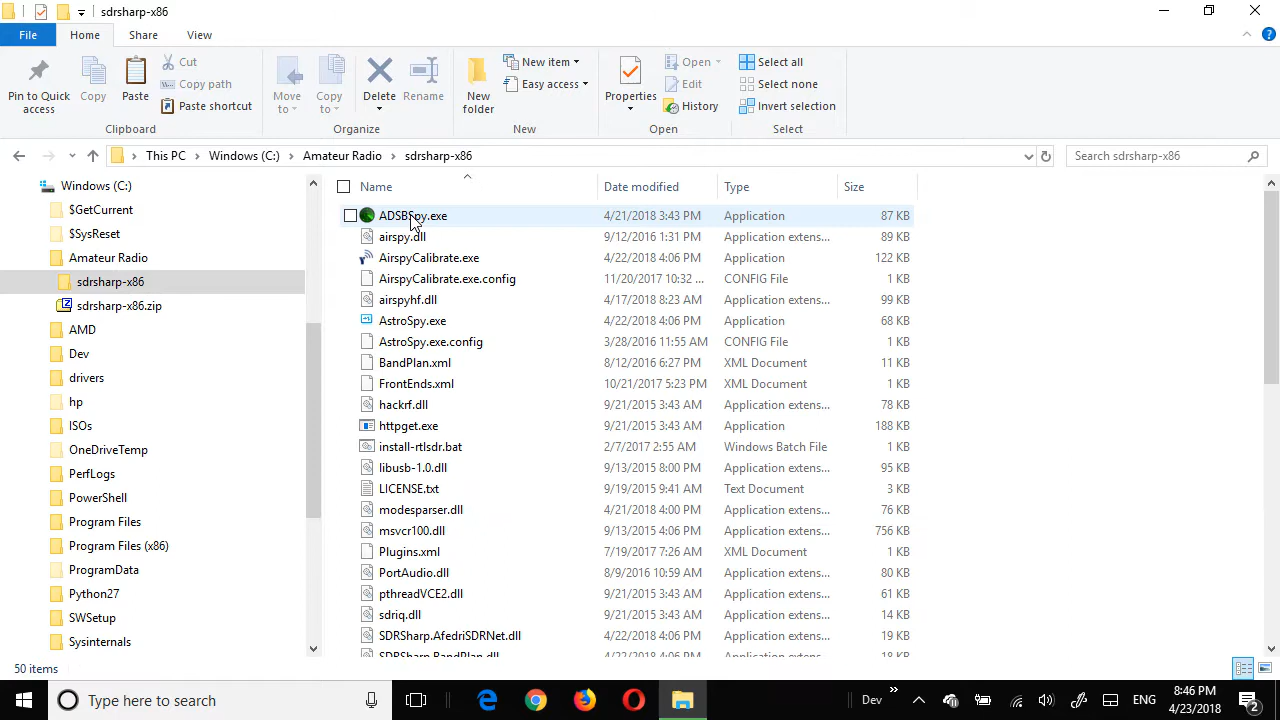 sdrsharp-x86
File
Home
Share
View
Pin to Quick access
Copy
Paste
Cut
Copy path
Paste shortcut
Clipboard
Move to
Copy to
Delete
Rename
Organize
New folder
New item
Easy access
New
Properties
Open
Edit
History
Open
Select all
Select none
Invert selection
Select
This PC > Windows (C:) > Amateur Radio > sdrsharp-x86
Search sdrsharp-x86
Windows (C:)
$GetCurrent
$SysReset
Amateur Radio
sdrsharp-x86
sdrsharp-x86.zip
AMD
Dev
drivers
hp
ISOs
OneDriveTemp
PerfLogs
PowerShell
Program Files
Program Files (x86)
ProgramData
Python27
SWSetup
Sysinternals
Name Date modified Type Size
ADSBSpy.exe 4/21/2018 3:43 PM Application 87 KB
airspy.dll 9/12/2016 1:31 PM Application extens... 89 KB
AirspyCalibrate.exe 4/22/2018 4:06 PM Application 122 KB
AirspyCalibrate.exe.config 11/20/2017 10:32 ... CONFIG File 1 KB
airspyhf.dll 4/17/2018 8:23 AM Application extens... 99 KB
AstroSpy.exe 4/22/2018 4:06 PM Application 68 KB
AstroSpy.exe.config 3/28/2016 11:55 AM CONFIG File 1 KB
BandPlan.xml 8/12/2016 6:27 PM XML Document 11 KB
FrontEnds.xml 10/21/2017 5:23 PM XML Document 1 KB
hackrf.dll 9/21/2015 3:43 AM Application extens... 78 KB
httpget.exe 9/21/2015 3:43 AM Application 188 KB
install-rtlsdr.bat 2/7/2017 2:55 AM Windows Batch File 1 KB
libusb-1.0.dll 9/13/2015 8:00 PM Application extens... 95 KB
LICENSE.txt 9/19/2015 9:41 AM Text Document 3 KB
modesparser.dll 4/21/2018 4:00 PM Application extens... 76 KB
msvcr100.dll 9/13/2015 4:06 PM Application extens... 756 KB
Plugins.xml 7/19/2017 7:26 AM XML Document 1 KB
PortAudio.dll 8/9/2016 10:59 AM Application extens... 80 KB
pthreadVCE2.dll 9/21/2015 3:43 AM Application extens... 61 KB
sdriq.dll 9/21/2015 3:43 AM Application extens... 14 KB
SDRSharp.AfedriSDRNet.dll 4/22/2018 4:06 PM Application extens... 19 KB
SDRSharp.BandPlan.dll 4/22/2018 4:06 PM Application extens... 18 KB
50 items
Type here to search
Dev
ENG
8:46 PM
4/23/2018
2